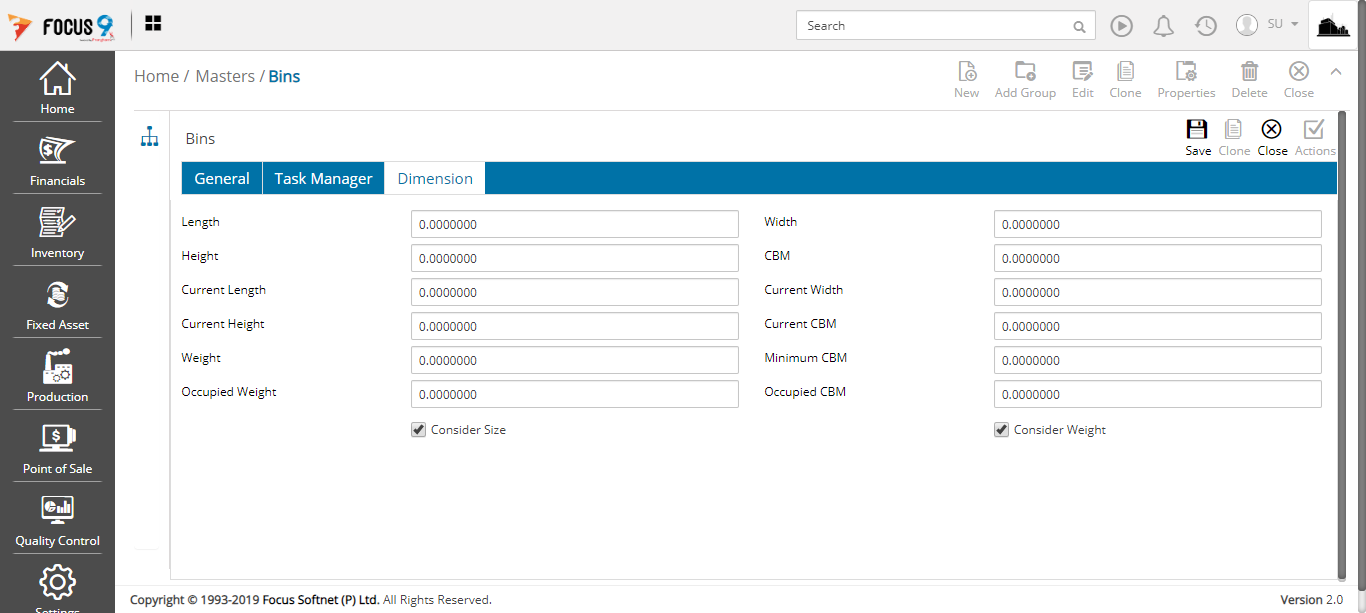 FOCUS 9
Search
SU
Home
Financials
Inventory
Fixed Asset
Production
Point of Sale
Quality Control
Settings
Home / Masters / Bins
New Add Group Edit Clone Properties Delete Close
Bins
Save Clone Close Actions
General Task Manager Dimension
Length 0.0000000 Width 0.0000000
Height 0.0000000 CBM 0.0000000
Current Length 0.0000000 Current Width 0.0000000
Current Height 0.0000000 Current CBM 0.0000000
Weight 0.0000000 Minimum CBM 0.0000000
Occupied Weight 0.0000000 Occupied CBM 0.0000000
Consider Size Consider Weight
Copyright © 1993-2019 Focus Softnet (P) Ltd. All Rights Reserved. Version 2.0